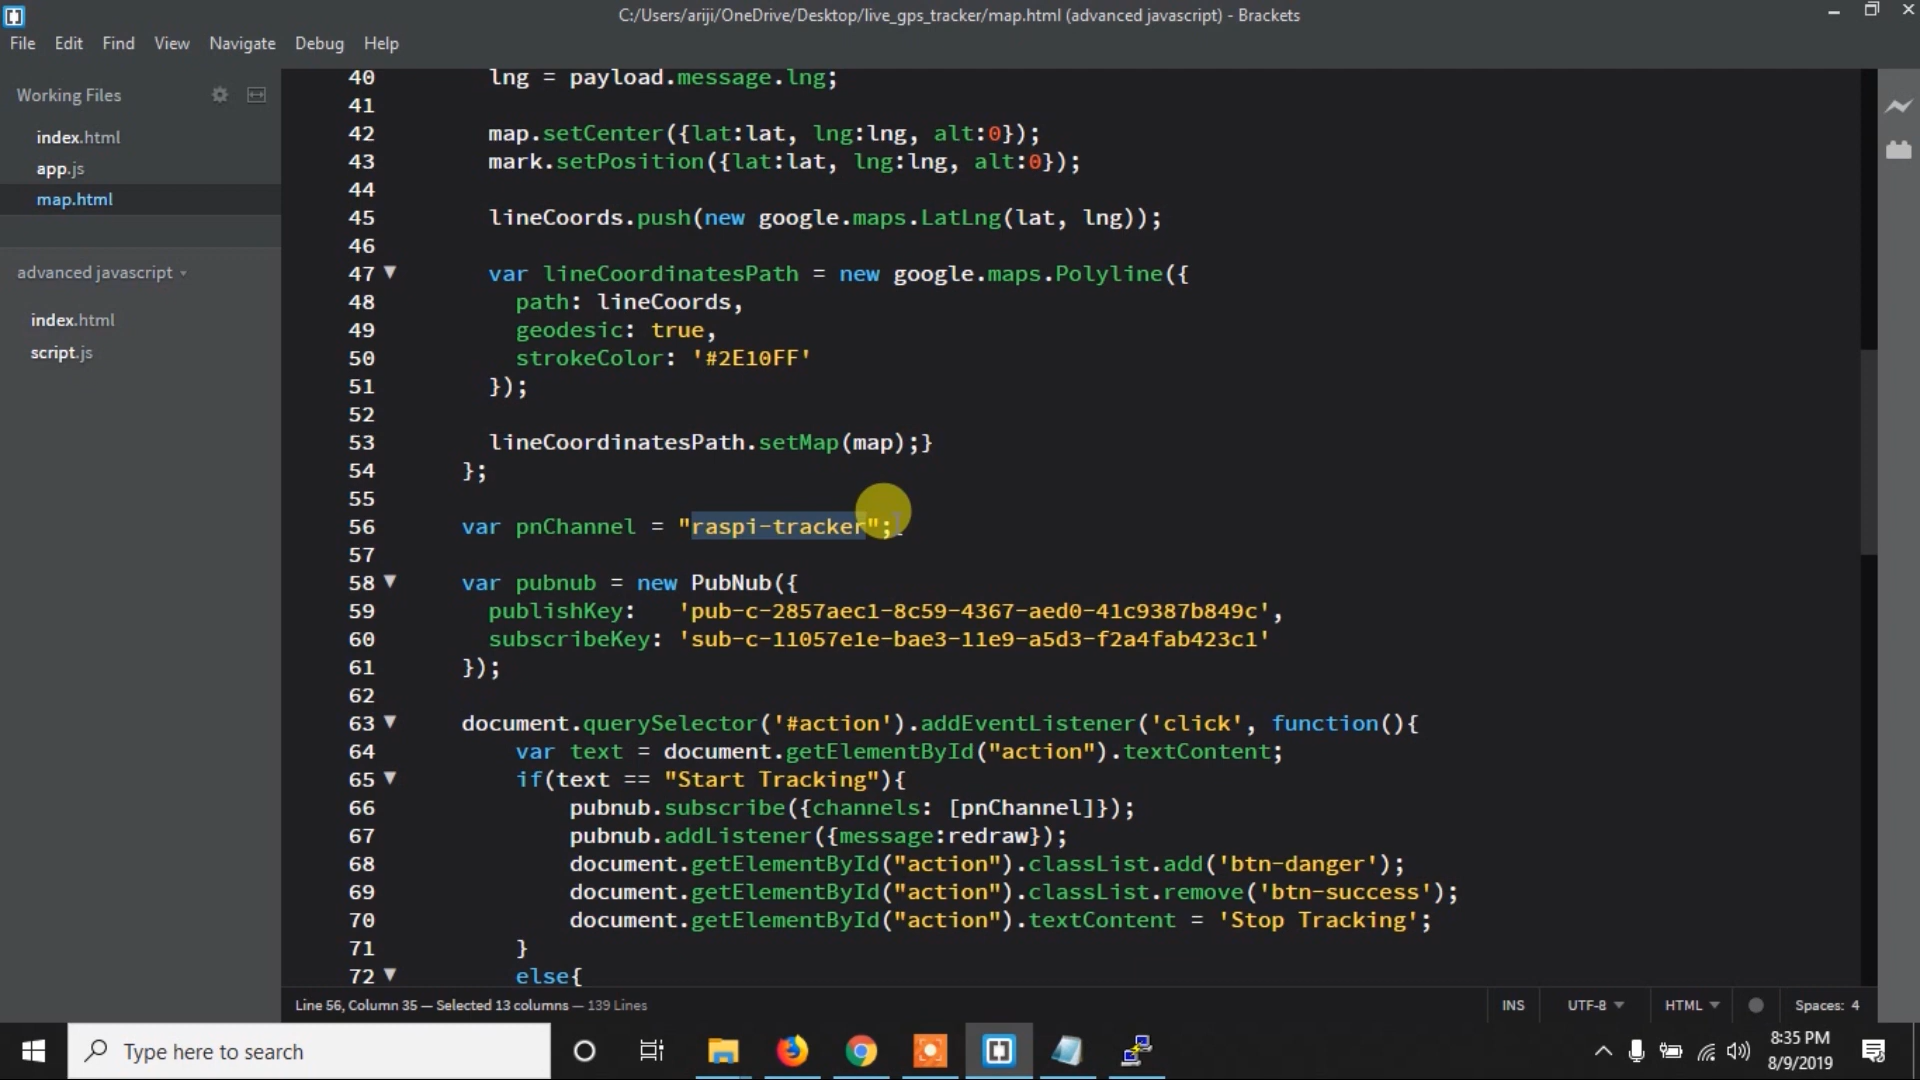 C:/Users/ariji/OneDrive/Desktop/live_gps_tracker/map.html (advanced javascript) - Brackets
File Edit Find View Navigate Debug Help
Working Files
index.html
app.js
map.html
advanced javascript
index.html
script.js
40 lng = payload.message.lng;
41
42 map.setCenter({lat:lat, lng:lng, alt:0});
43 mark.setPosition({lat:lat, lng:lng, alt:0});
44
45 lineCoords.push(new google.maps.LatLng(lat, lng));
46
47 var lineCoordinatesPath = new google.maps.Polyline({
48 path: lineCoords,
49 geodesic: true,
50 strokeColor: '#2E10FF'
51 });
52
53 lineCoordinatesPath.setMap(map);}
54 };
55
56 var pnChannel = "raspi-tracker";
57
58 var pubnub = new PubNub({
59 publishKey: 'pub-c-2857aec1-8c59-4367-aed0-41c9387b849c',
60 subscribeKey: 'sub-c-11057e1e-bae3-11e9-a5d3-f2a4fab423c1'
61 });
62
63 document.querySelector('#action').addEventListener('click', function(){
64 var text = document.getElementById("action").textContent;
65 if(text == "Start Tracking"){
66 pubnub.subscribe({channels: [pnChannel]});
67 pubnub.addListener({message:redraw});
68 document.getElementById("action").classList.add('btn-danger');
69 document.getElementById("action").classList.remove('btn-success');
70 document.getElementById("action").textContent = 'Stop Tracking';
71 }
72 else{
Line 56, Column 35 — Selected 13 columns — 139 Lines
INS UTF-8 HTML Spaces: 4
Type here to search
8:35 PM
8/9/2019